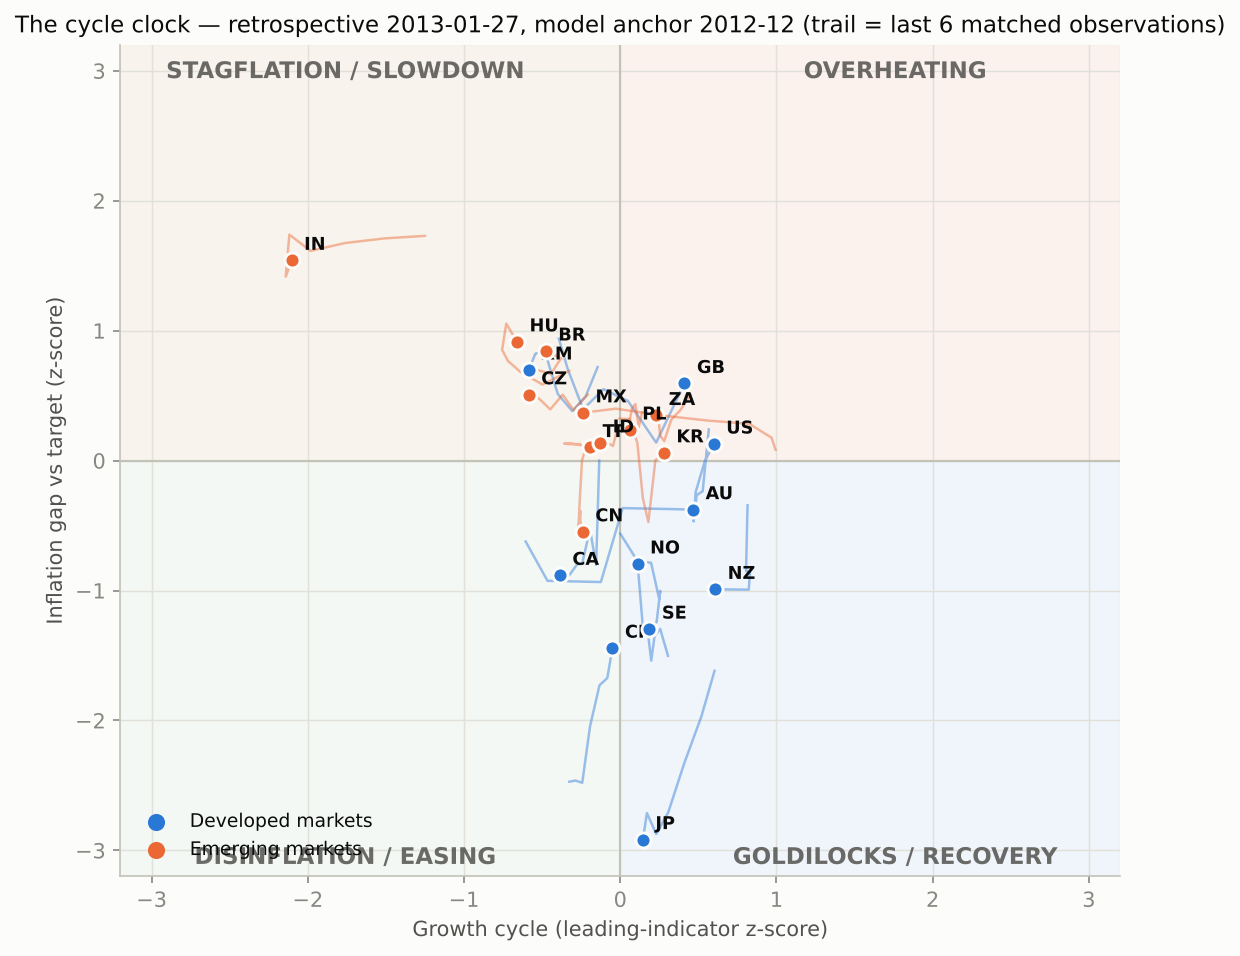 The cycle clock — retrospective 2013-01-27, model anchor 2012-12 (trail = last 6 matched observations)
STAGFLATION / SLOWDOWN
OVERHEATING
DISINFLATION / EASING
GOLDILOCKS / RECOVERY
IN
HU
BR
CZ
GB
MX
ZA
PL
ID
US
KR
AU
CN
CA
NO
NZ
SE
JP
Developed markets
Emerging markets
3
2
1
0
−1
−2
−3
−3
−2
−1
0
1
2
3
Inflation gap vs target (z-score)
Growth cycle (leading-indicator z-score)